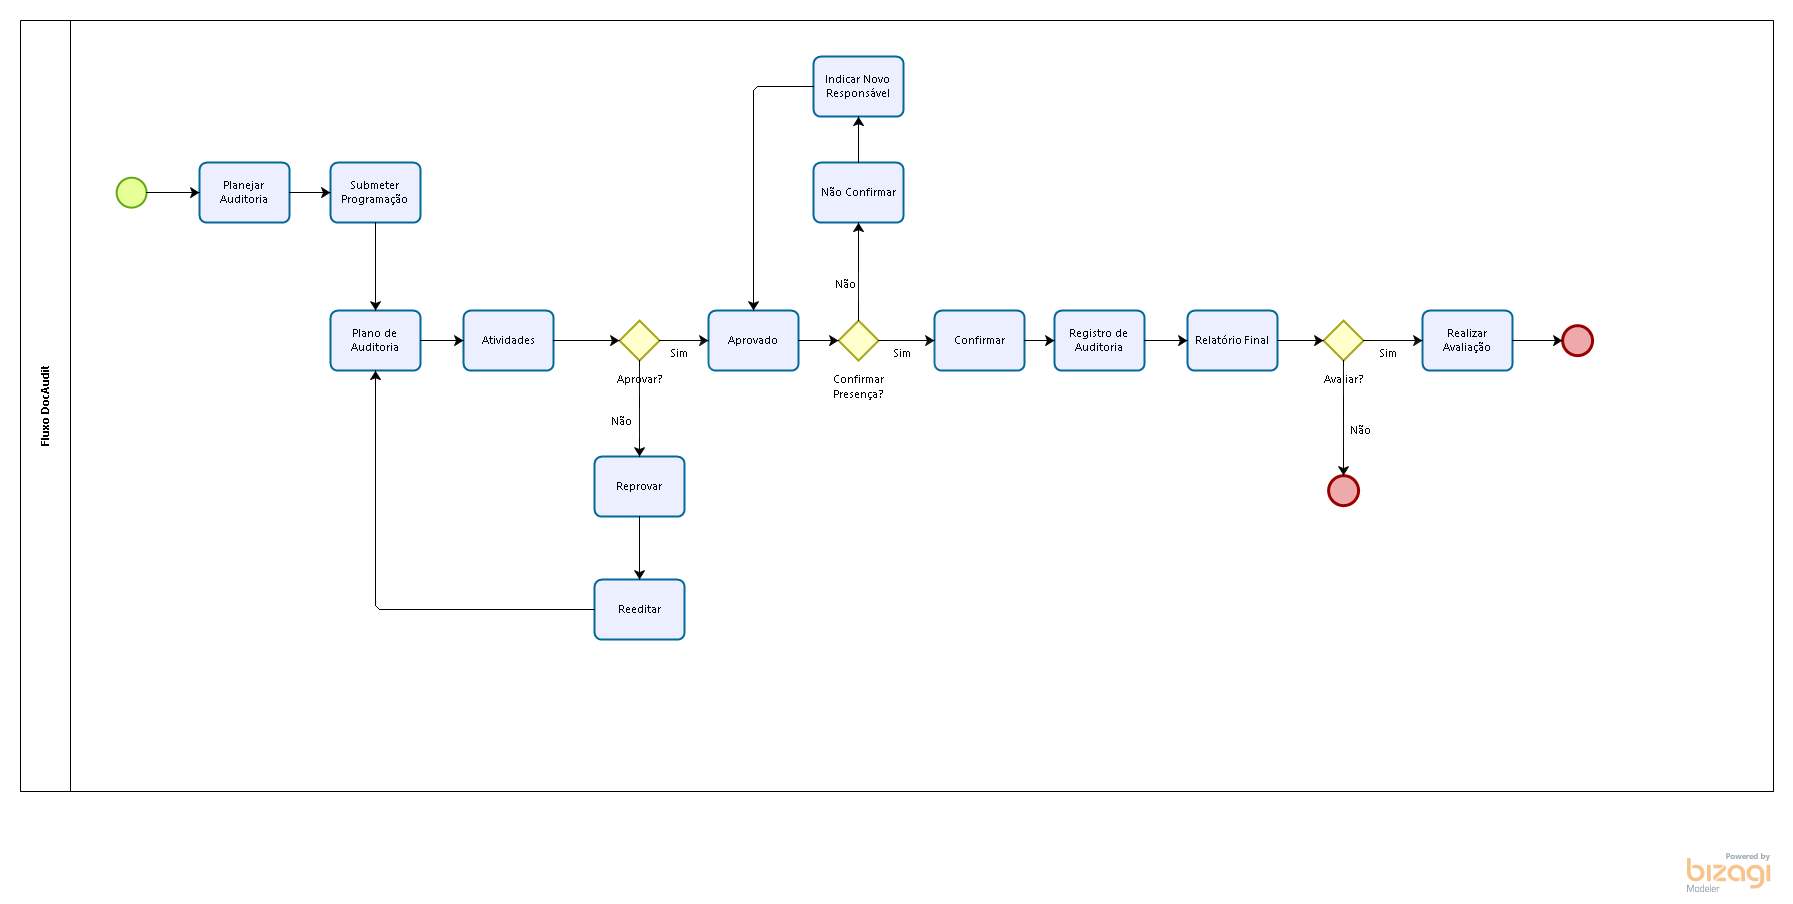 Fluxo DocAudit
Indicar Novo
Responsável
Planejar
Auditoria
Submeter
Programação
Não Confirmar
Não
Plano de
Auditoria
Atividades
Aprovar?
Sim
Não
Aprovado
Confirmar
Presença?
Sim
Confirmar
Registro de
Auditoria
Relatório Final
Avaliar?
Sim
Não
Realizar
Avaliação
Reprovar
Reeditar
Powered by
bizagi
Modeler